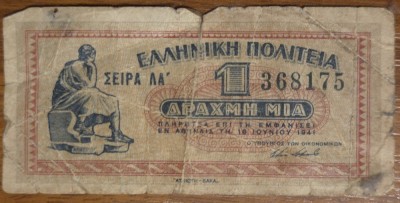 ΕΛΛΗΝΙΚΗ ΠΟΛΙΤΕΙΑ
ΣΕΙΡΑ ΛΑ'
1
368175
ΔΡΑΧΜΗ ΜΙΑ
ΠΛΗΡΩΤΕΑ ΕΠΙ ΤΗ ΕΜΦΑΝΙΣΕΙ
ΕΝ ΑΘΗΝΑΙΣ ΤΗ 18 ΙΟΥΝΙΟΥ 1941
Ο ΥΠΟΥΡΓΟΣ ΤΩΝ ΟΙΚΟΝΟΜΙΚΩΝ